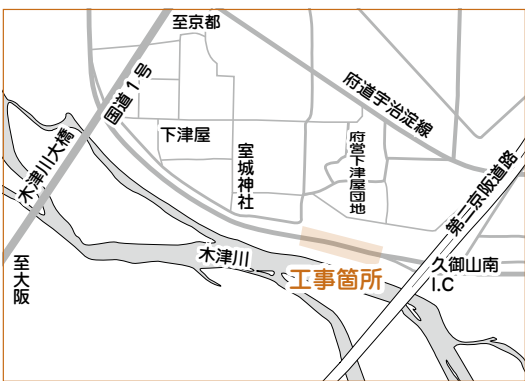 至京都
国道1号
府道宇治淀線
下津屋
室城神社
府営下津屋団地
木津川大橋
第二京阪道路
至大阪
木津川
工事箇所
久御山南
I.C